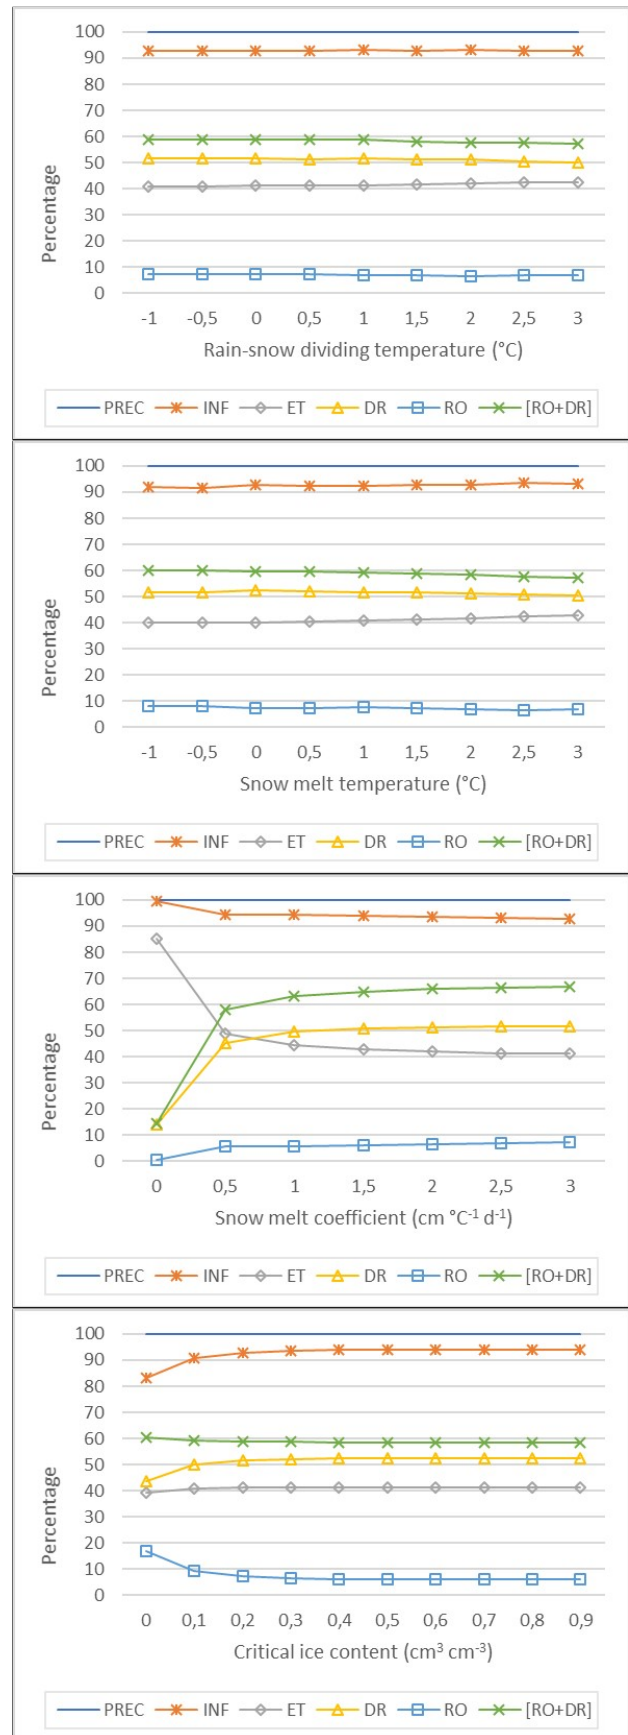 100
90
80
70
60
50
40
30
20
10
0
Percentage
-1 -0,5 0 0,5 1 1,5 2 2,5 3
Rain-snow dividing temperature (°C)
PREC INF ET DR RO [RO+DR]
100
90
80
70
60
50
40
30
20
10
0
Percentage
-1 -0,5 0 0,5 1 1,5 2 2,5 3
Snow melt temperature (°C)
PREC INF ET DR RO [RO+DR]
100
90
80
70
60
50
40
30
20
10
0
Percentage
0 0,5 1 1,5 2 2,5 3
Snow melt coefficient (cm °C⁻¹ d⁻¹)
PREC INF ET DR RO [RO+DR]
100
90
80
70
60
50
40
30
20
10
0
Percentage
0 0,1 0,2 0,3 0,4 0,5 0,6 0,7 0,8 0,9
Critical ice content (cm³ cm⁻³)
PREC INF ET DR RO [RO+DR]